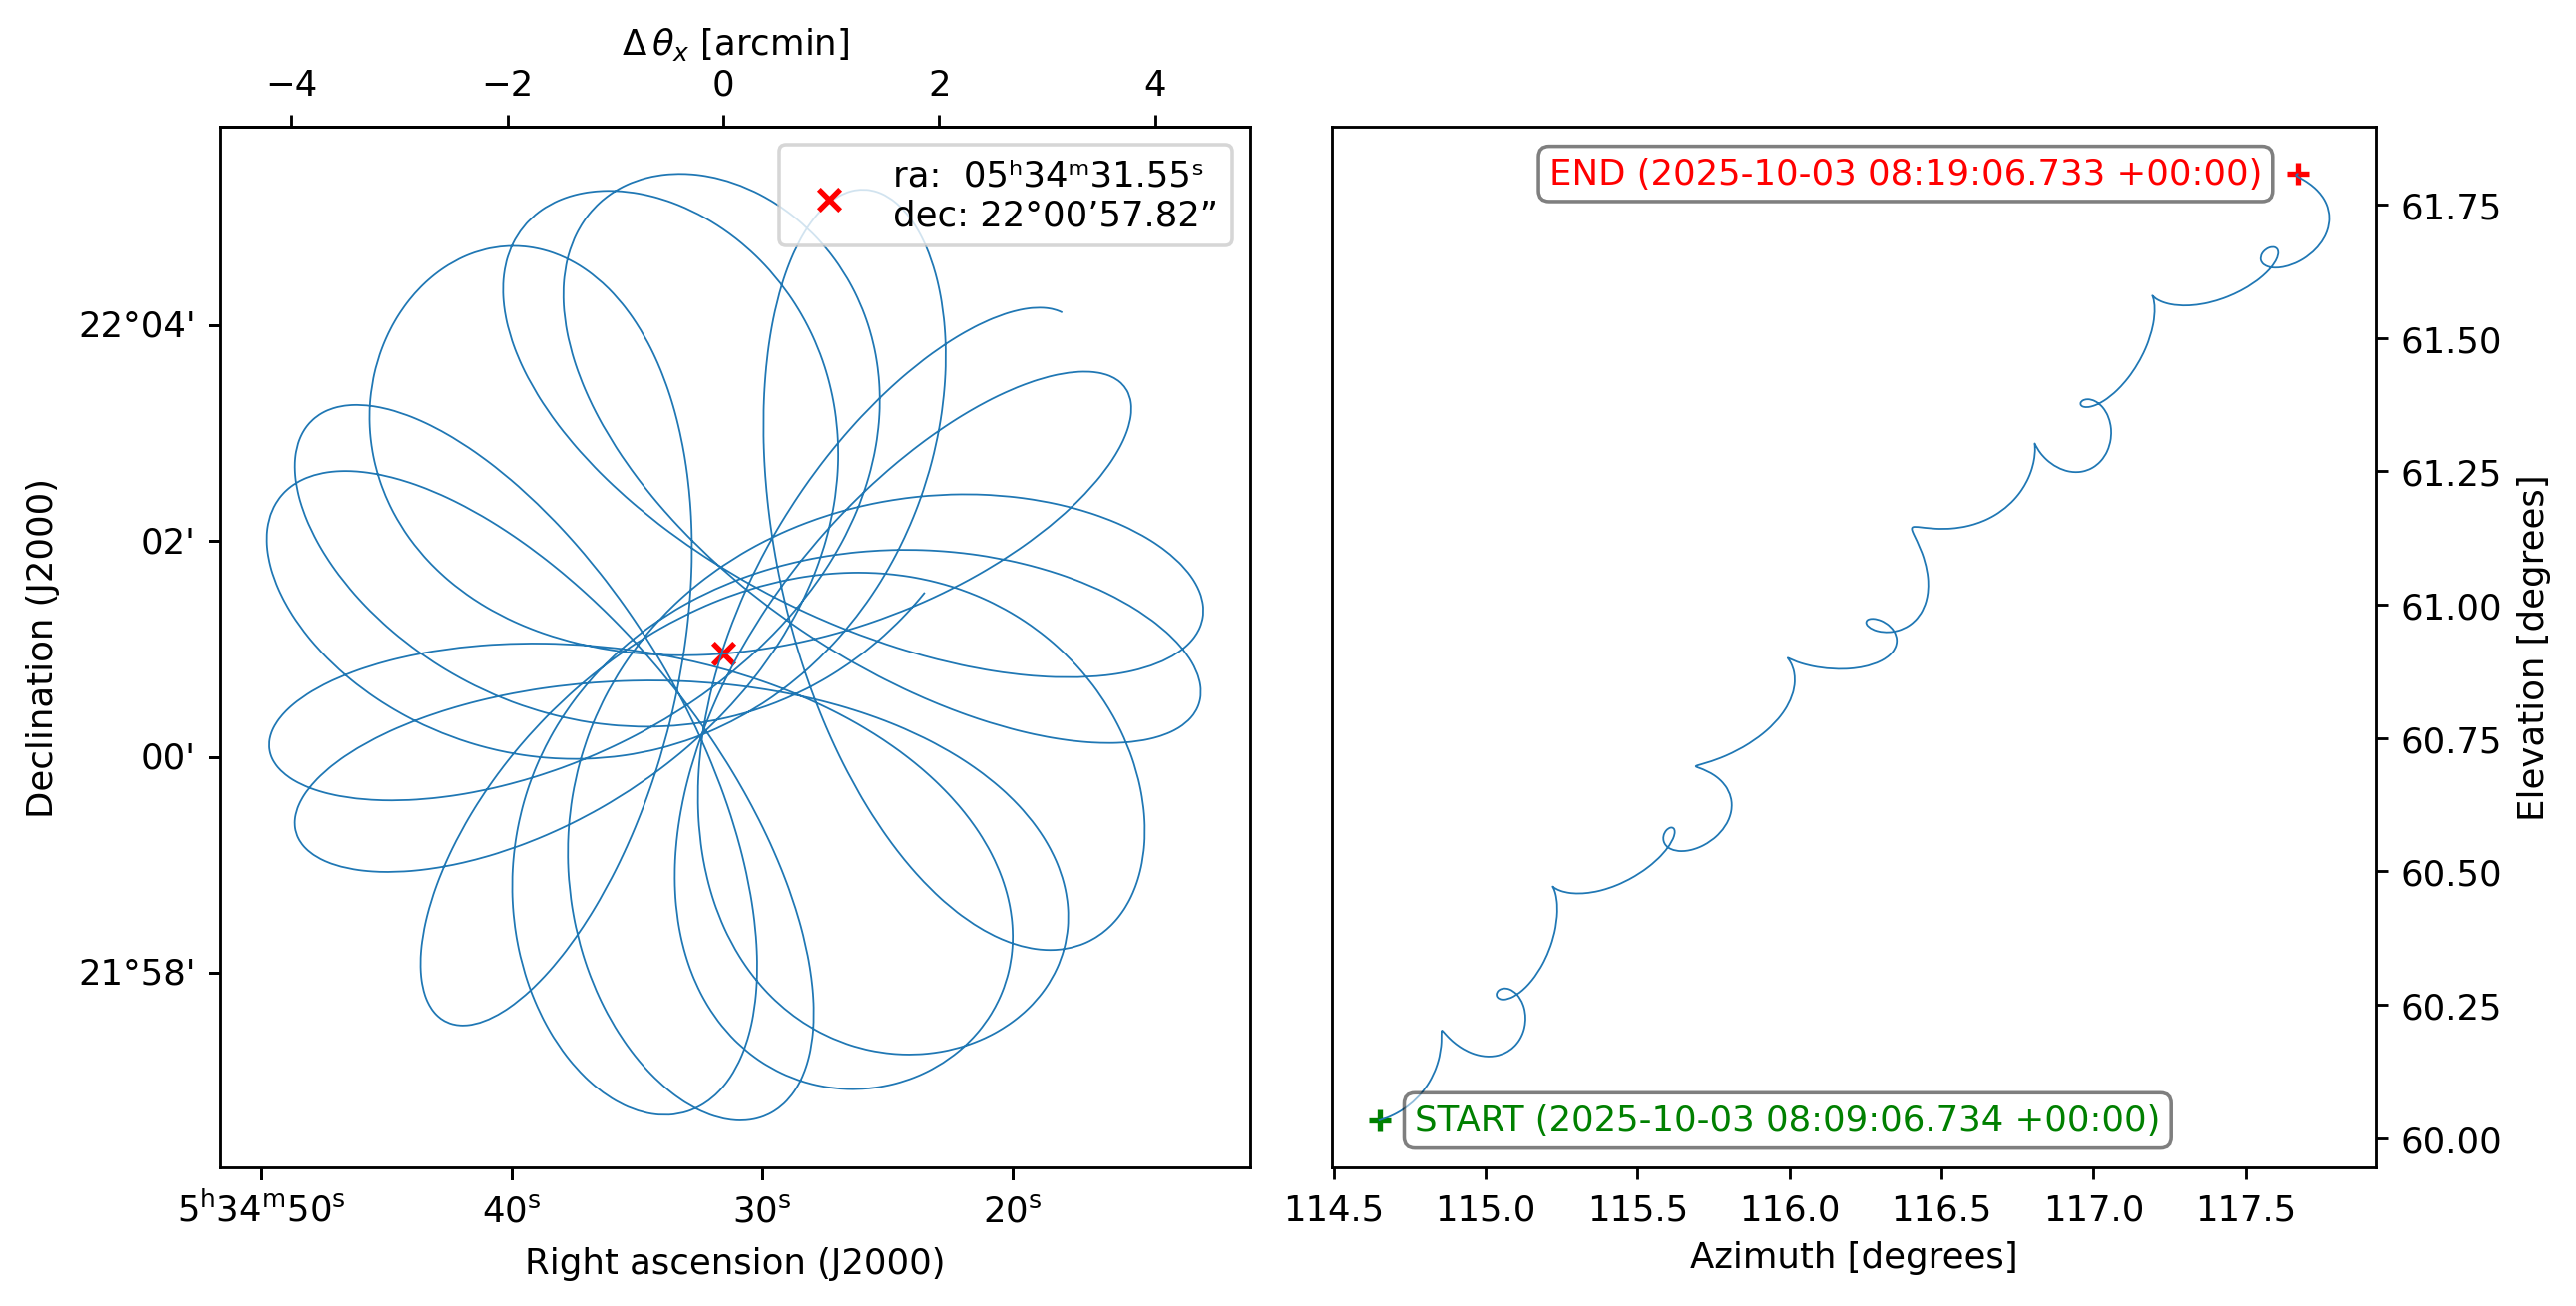 Δ θx [arcmin]
−4 −2 0 2 4
ra: 05ʰ34ᵐ31.55ˢ
dec: 22°00’57.82”
22°04'
02'
00'
21°58'
Declination (J2000)
5ʰ34ᵐ50ˢ 40ˢ 30ˢ 20ˢ
Right ascension (J2000)
END (2025-10-03 08:19:06.733 +00:00)
START (2025-10-03 08:09:06.734 +00:00)
61.75
61.50
61.25
61.00
60.75
60.50
60.25
60.00
Elevation [degrees]
114.5 115.0 115.5 116.0 116.5 117.0 117.5
Azimuth [degrees]